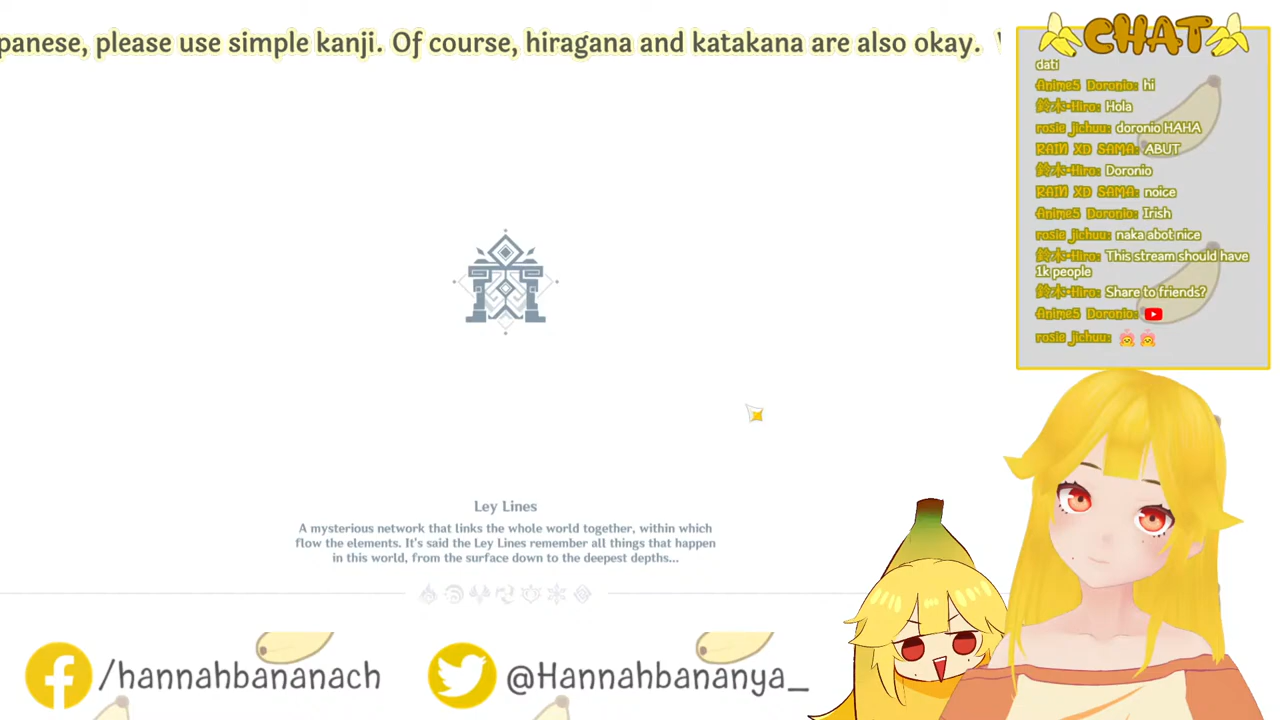 panese, please use simple kanji. Of course, hiragana and katakana are also okay.
CHAT
dati
Anime5 Doronio: hi
鈴木•Hiro: Hola
rosie jichuu: doronio HAHA
RAIN XD SAMA: ABUT
鈴木•Hiro: Doronio
RAIN XD SAMA: noice
Anime5 Doronio: Irish
rosie jichuu: naka abot nice
鈴木•Hiro: This stream should have
1k people
鈴木•Hiro: Share to friends?
Anime5 Doronio:
rosie jichuu:
Ley Lines
A mysterious network that links the whole world together, within which
flow the elements. It's said the Ley Lines remember all things that happen
in this world, from the surface down to the deepest depths...
/hannahbananach
@Hannahbananya_